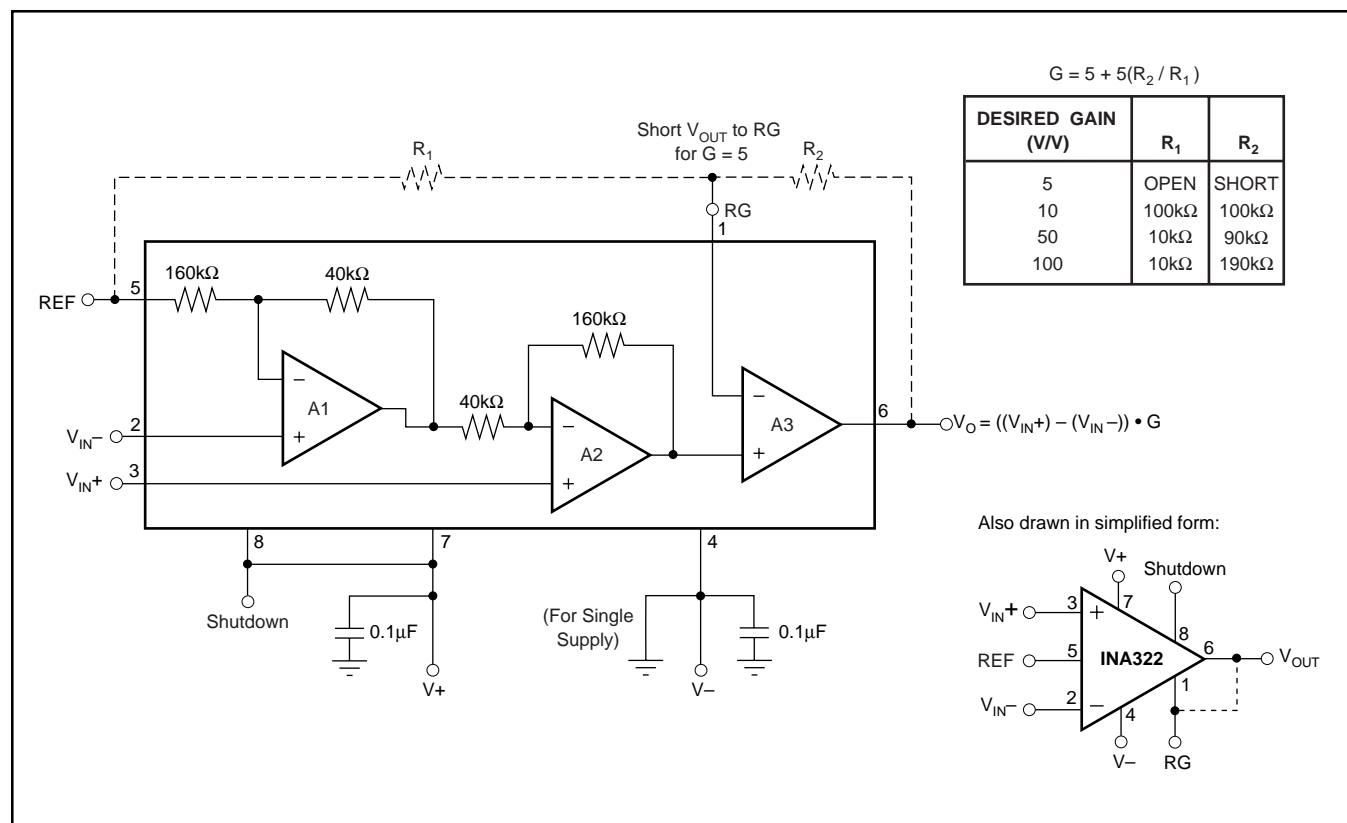 G = 5 + 5(R2 / R1)
DESIRED GAIN (V/V) R1 R2
5 OPEN SHORT
10 100kΩ 100kΩ
50 10kΩ 90kΩ
100 10kΩ 190kΩ
Short VOUT to RG
for G = 5
R1
R2
RG
1
160kΩ
40kΩ
REF
5
160kΩ
−
A1
+
40kΩ
−
A2
+
−
A3
+
6
VO = ((VIN+) − (VIN−)) • G
VIN−
2
VIN+
3
8
7
4
Shutdown
0.1µF
V+
(For Single
Supply)
0.1µF
V−
Also drawn in simplified form:
V+
Shutdown
VIN+
3
+
7
8
REF
5
INA322
6
VOUT
VIN−
2
−
4
1
V−
RG